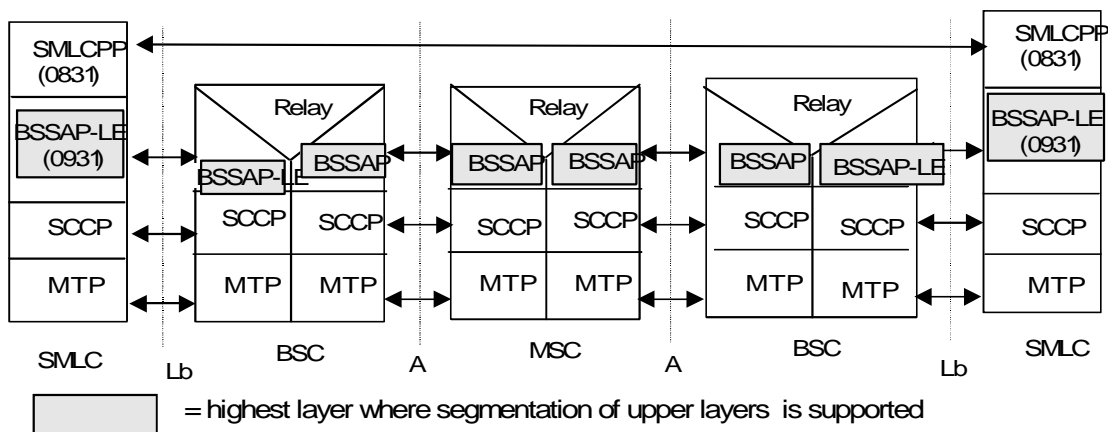 SMLCPP
(0831)
SMLCPP
(0831)
Relay
Relay
Relay
BSSAP-LE
(0931)
BSSAP-LE
BSSAP
BSSAP
BSSAP
BSSAP
BSSAP-LE
BSSAP-LE
(0931)
SCCP
SCCP
SCCP
SCCP
SCCP
SCCP
SCCP
SCCP
MTP
MTP
MTP
MTP
MTP
MTP
MTP
MTP
SMLC
Lb
BSC
A
MSC
A
BSC
Lb
SMLC
= highest layer where segmentation of upper layers is supported